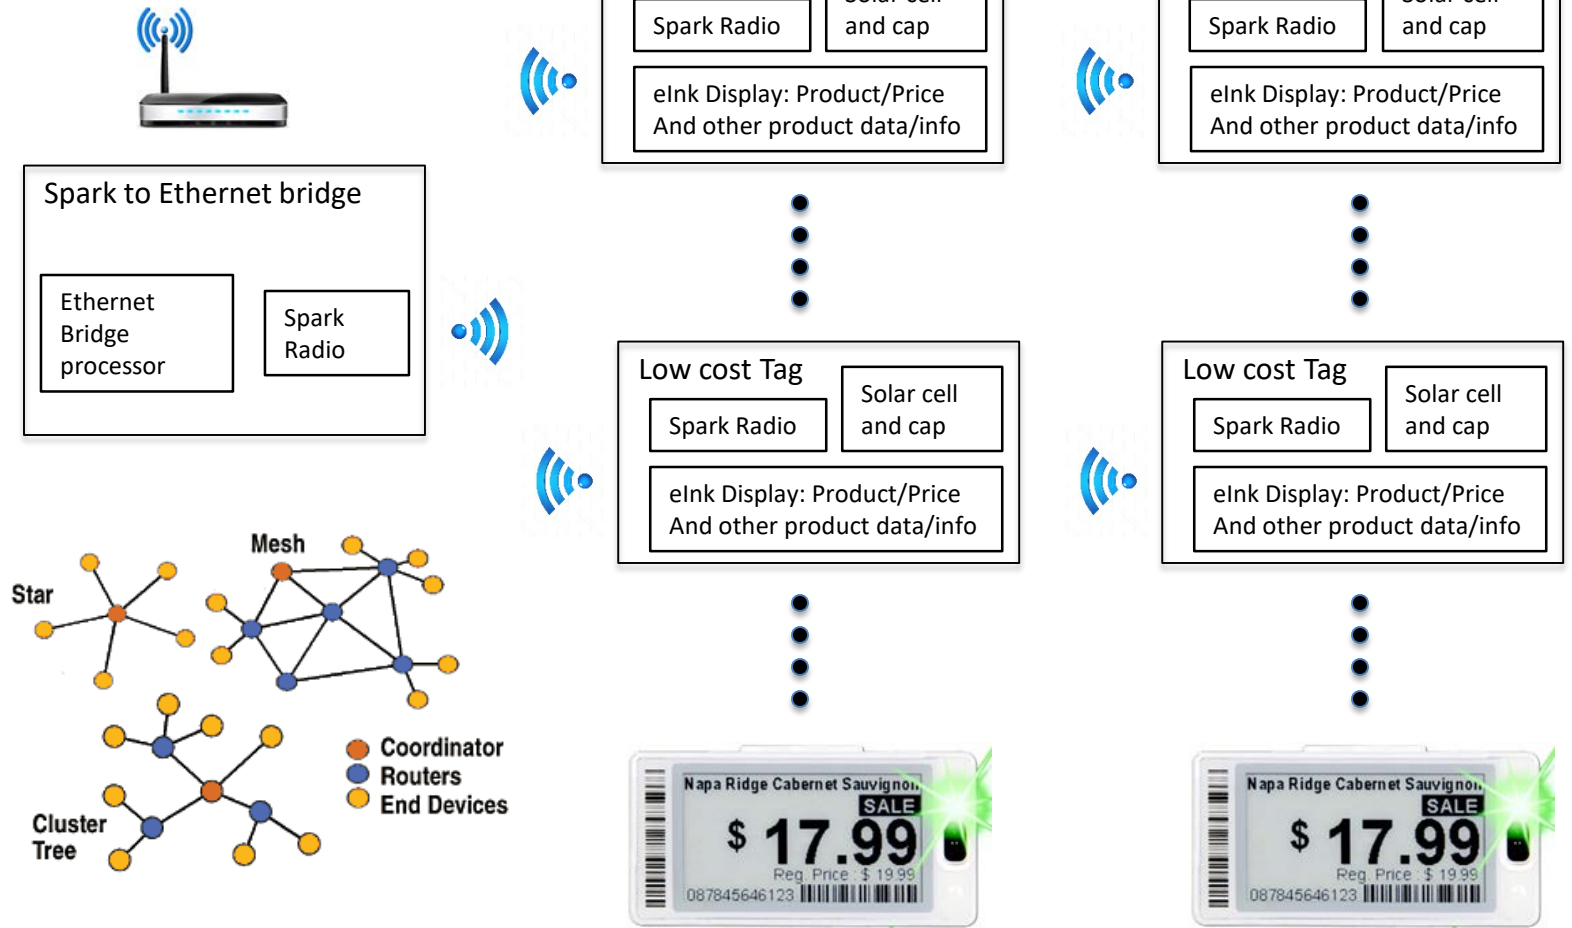 Solar cell
Spark Radio
and cap
eInk Display: Product/Price
And other product data/info
Solar cell
Spark Radio
and cap
eInk Display: Product/Price
And other product data/info
Spark to Ethernet bridge
Ethernet
Bridge
processor
Spark
Radio
Low cost Tag
Solar cell
and cap
Spark Radio
eInk Display: Product/Price
And other product data/info
Low cost Tag
Solar cell
and cap
Spark Radio
eInk Display: Product/Price
And other product data/info
Star
Mesh
Cluster
Tree
Coordinator
Routers
End Devices
Napa Ridge Cabernet Sauvignon
SALE
$ 17.99
Reg. Price : $ 19.99
087845646123
Napa Ridge Cabernet Sauvignon
SALE
$ 17.99
Reg. Price : $ 19.99
087845646123